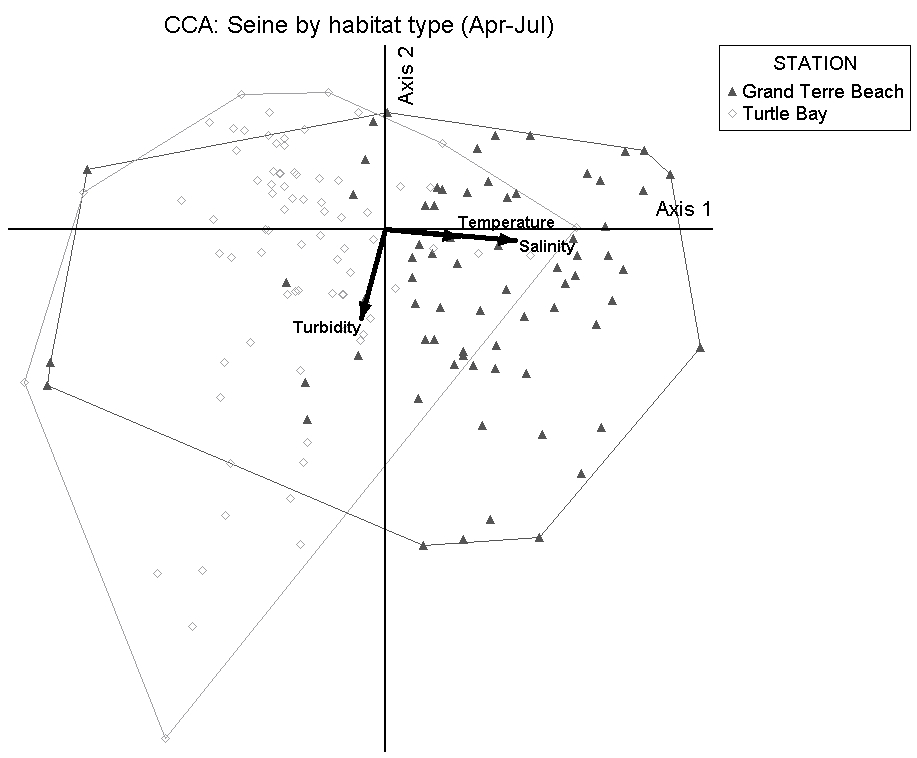 CCA: Seine by habitat type (Apr-Jul)
Axis 2
STATION
Grand Terre Beach
Turtle Bay
Axis 1
Temperature
Salinity
Turbidity